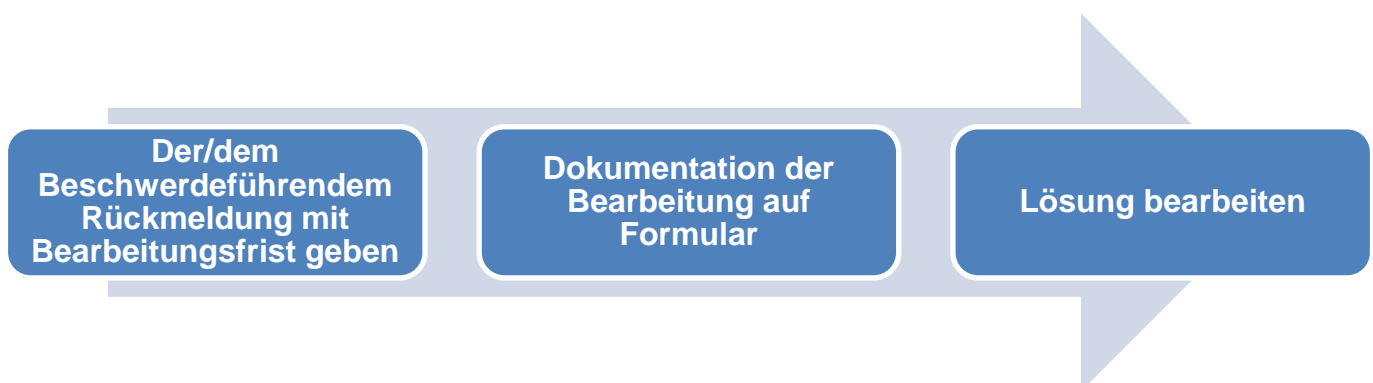 Der/dem
Beschwerdeführendem
Rückmeldung mit
Bearbeitungsfrist geben
Dokumentation der
Bearbeitung auf
Formular
Lösung bearbeiten